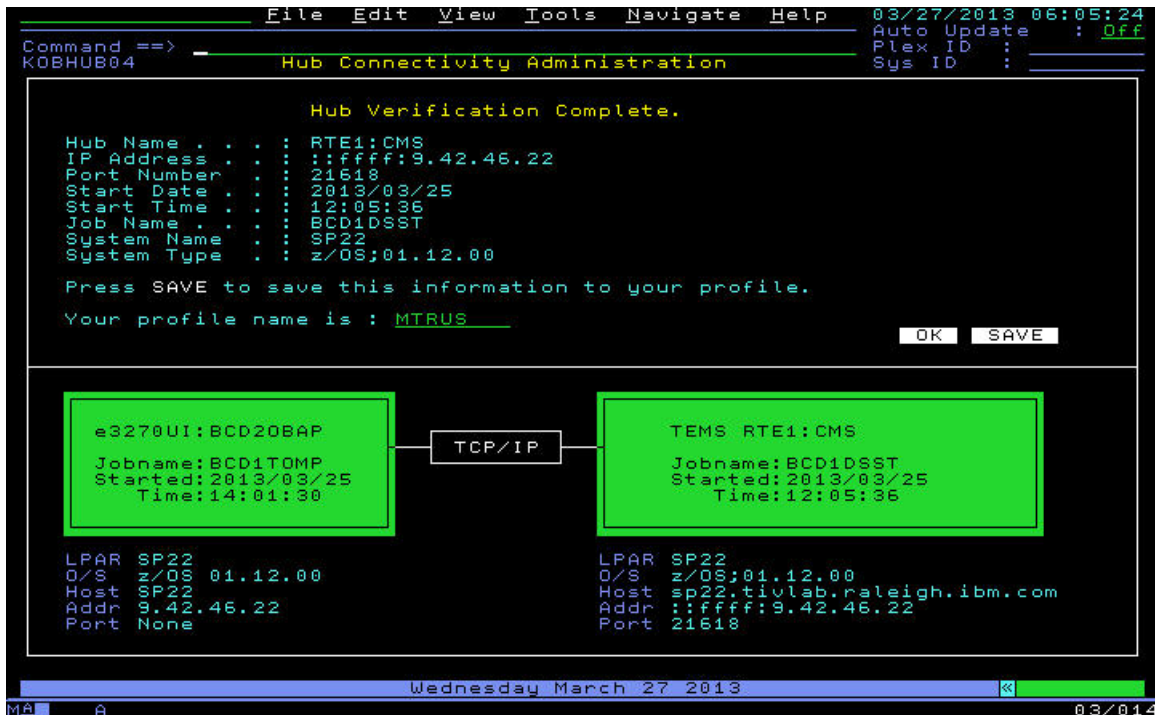 File Edit View Tools Navigate Help 03/27/2013 06:05:24
Auto Update : Off
Command ==> Plex ID :
KOBHUB04 Hub Connectivity Administration Sys ID :
Hub Verification Complete.
Hub Name . . . : RTE1:CMS
IP Address . . : ::ffff:9.42.46.22
Port Number . : 21618
Start Date . . : 2013/03/25
Start Time . . : 12:05:36
Job Name . . . : BCD1DSST
System Name . : SP22
System Type . : z/OS;01.12.00
Press SAVE to save this information to your profile.
Your profile name is : MTRUS
OK SAVE
e3270UI:BCD2OBAP
Jobname:BCD1TOMP
Started:2013/03/25
Time:14:01:30
TCP/IP
TEMS RTE1:CMS
Jobname:BCD1DSST
Started:2013/03/25
Time:12:05:36
LPAR SP22
O/S z/OS 01.12.00
Host SP22
Addr 9.42.46.22
Port None
LPAR SP22
O/S z/OS;01.12.00
Host sp22.tivlab.raleigh.ibm.com
Addr ::ffff:9.42.46.22
Port 21618
Wednesday March 27 2013 «
MA A 03/014